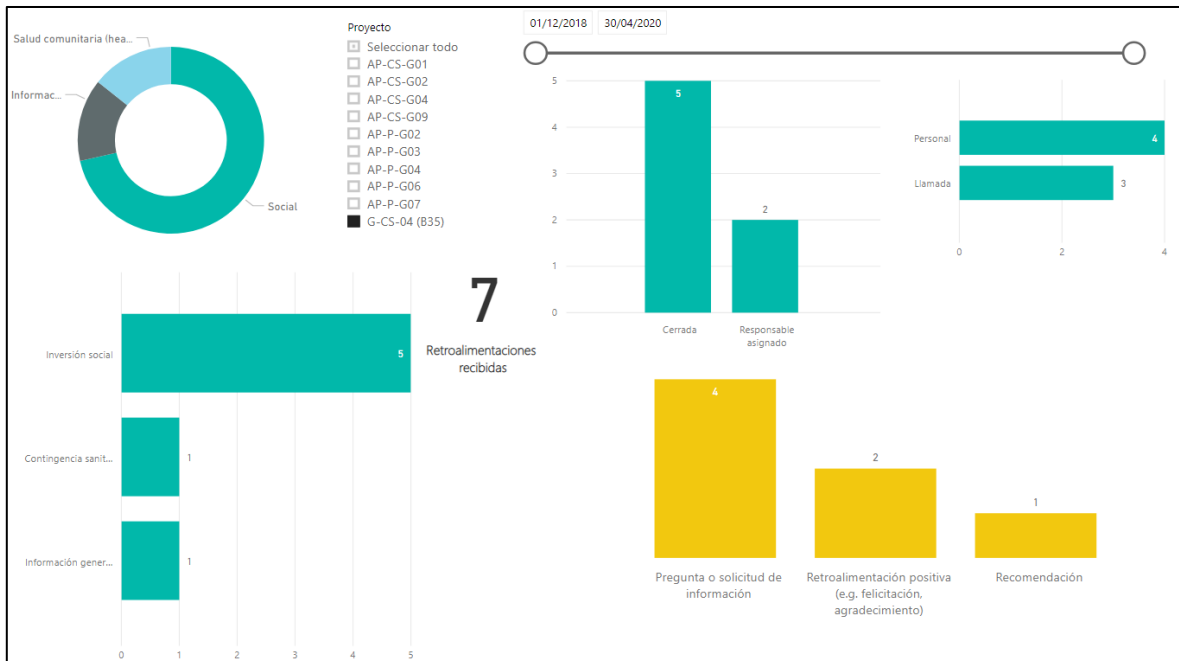 Salud comunitaria (hea...
Informac...
Social
Proyecto
Seleccionar todo
AP-CS-G01
AP-CS-G02
AP-CS-G04
AP-CS-G09
AP-P-G02
AP-P-G03
AP-P-G04
AP-P-G06
AP-P-G07
G-CS-04 (B35)
01/12/2018 30/04/2020
5
4
3
2
1
0
5
2
Cerrada
Responsable
asignado
Personal
4
Llamada
3
0 2 4
Inversión social
5
Contingencia sanit...
1
Información gener...
1
0 1 2 3 4 5
7
Retroalimentaciones
recibidas
4
2
1
Pregunta o solicitud de
información
Retroalimentación positiva
(e.g. felicitación,
agradecimiento)
Recomendación